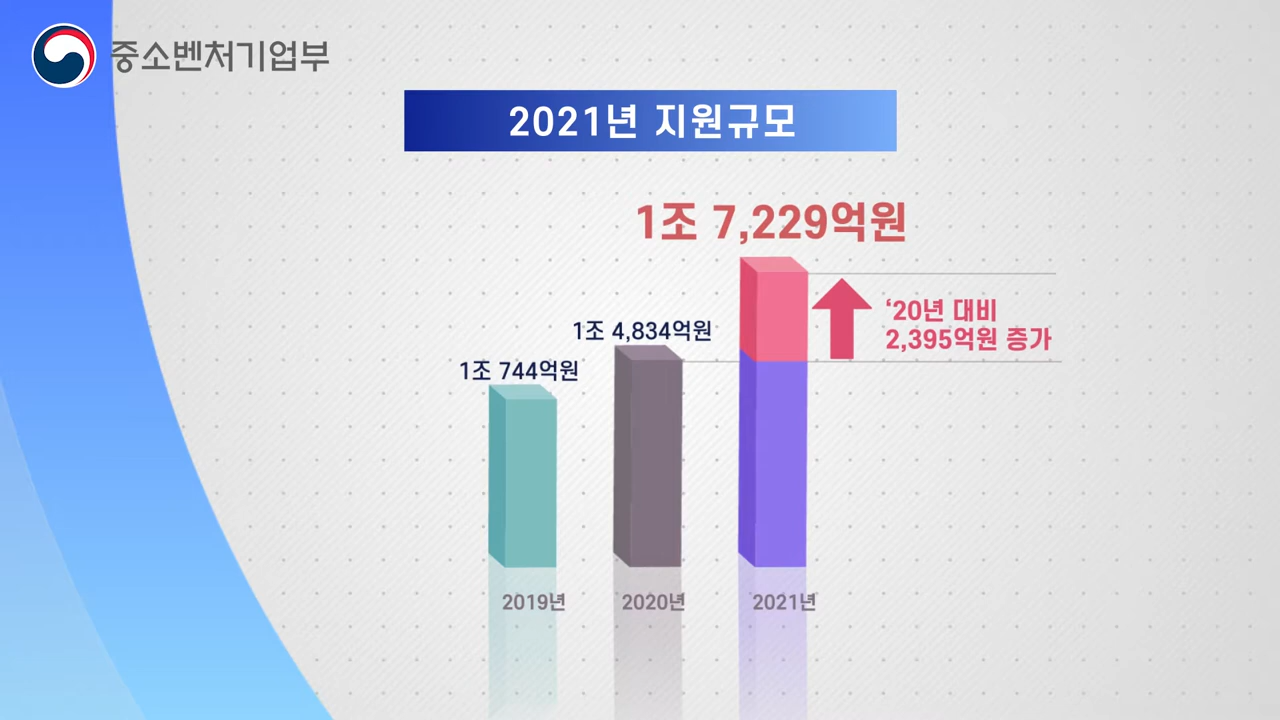 중소벤처기업부
2021년 지원규모
1조 7,229억원
‘20년 대비
2,395억원 증가
1조 4,834억원
1조 744억원
2019년
2020년
2021년